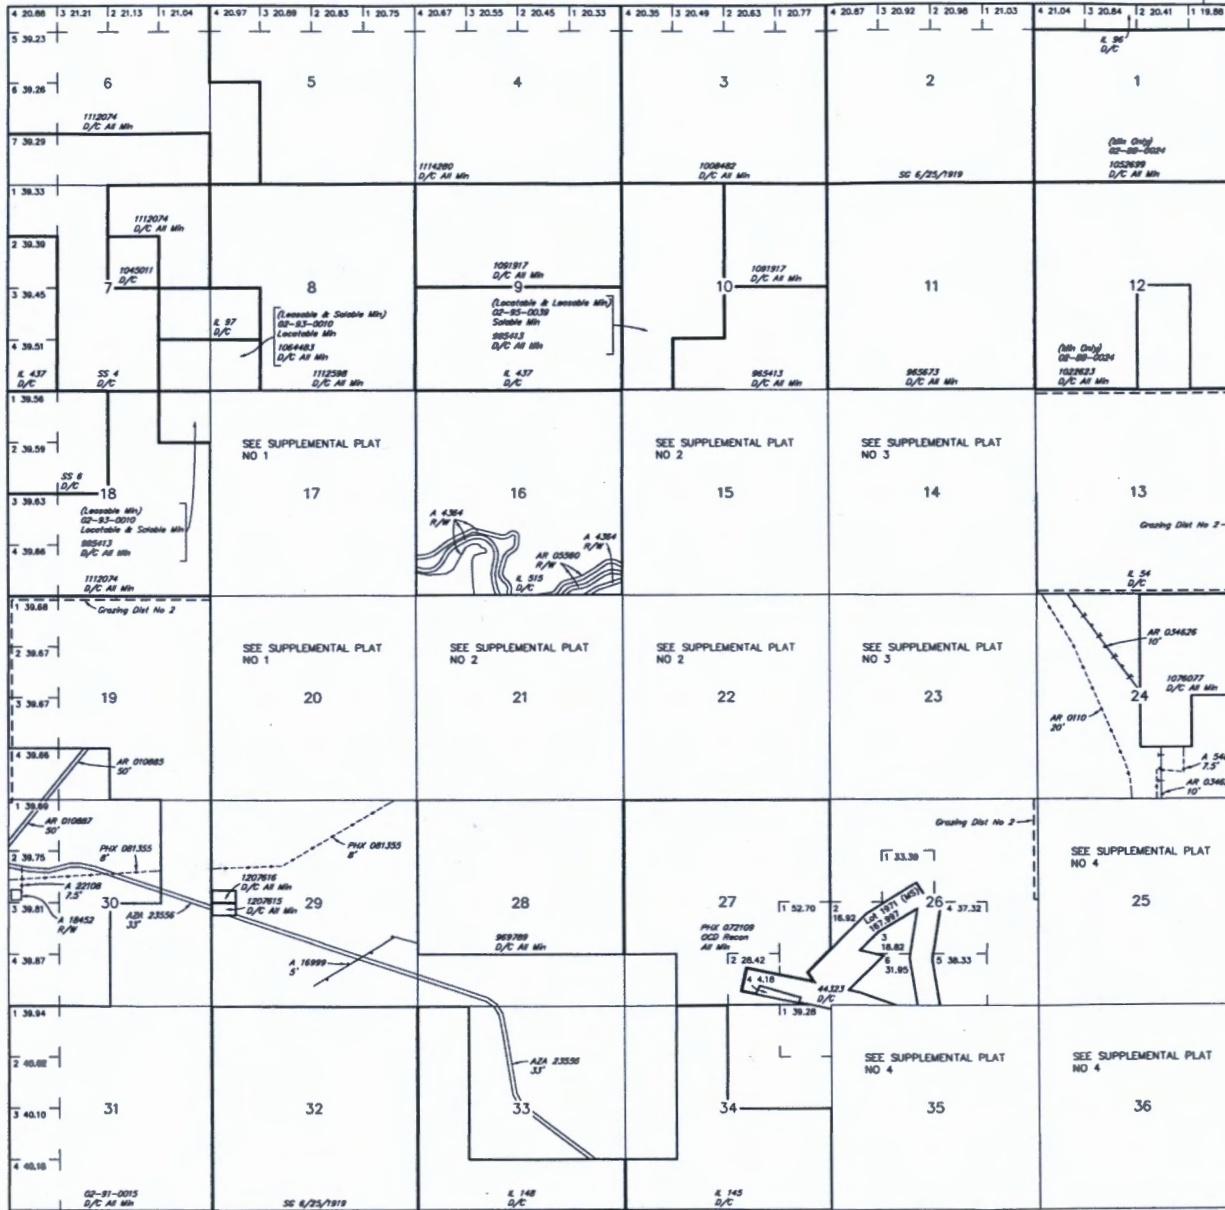 4 20.88 3 21.21 2 21.13 1 21.04 4 20.97 3 20.89 2 20.83 1 20.75 4 20.67 3 20.55 2 20.45 1 20.33 4 20.35 3 20.49 2 20.63 1 20.77 4 20.87 3 20.92 2 20.98 1 21.03 4 21.04 3 20.84 2 20.41 1 19.88
5 39.23
IL 96
D/C
6 39.26
6
5
4
3
2
1
1112074
D/C All Min
7 39.29
(Min Only)
02-88-0024
1052699
D/C All Min
1114280
D/C All Min
1008482
D/C All Min
SG 6/25/1919
1 39.33
1112074
D/C All Min
2 39.39
1045011
D/C
7
8
1091917
D/C All Min
9
10
1091917
D/C All Min
11
12
3 39.45
IL 97
D/C
(Leasable & Salable Min)
02-93-0010
Locatable Min
1064483
D/C All Min
(Locatable & Leasable Min)
02-95-0039
Salable Min
985413
D/C All Min
4 39.51
(Min Only)
02-88-0024
1022623
D/C All Min
IL 437
D/C
SS 4
D/C
1112598
D/C All Min
IL 437
D/C
965413
D/C All Min
965673
D/C All Min
1 39.56
2 39.59
SEE SUPPLEMENTAL PLAT
NO 1
SEE SUPPLEMENTAL PLAT
NO 2
SEE SUPPLEMENTAL PLAT
NO 3
SS 6
D/C
3 39.63
18
17
16
15
14
13
(Leasable Min)
02-93-0010
Locatable & Salable Min
985413
D/C All Min
A 4364
R/W
AR 05560
R/W
A 4364
R/W
Grazing Dist No 2
4 39.66
1112074
D/C All Min
IL 515
D/C
IL 54
D/C
1 39.68
Grazing Dist No 2
2 39.67
SEE SUPPLEMENTAL PLAT
NO 1
SEE SUPPLEMENTAL PLAT
NO 2
SEE SUPPLEMENTAL PLAT
NO 2
SEE SUPPLEMENTAL PLAT
NO 3
AR 034626
10'
1076077
D/C All Min
3 39.67
19
20
21
22
23
24
AR 0110
20'
4 39.66
AR 010885
50'
7.5'
10'
1 39.69
AR 010887
50'
PHX 081355
8'
PHX 081355
8'
Grazing Dist No 2
2 39.75
1 33.39
SEE SUPPLEMENTAL PLAT
NO 4
A 22108
7.5'
1207616
D/C All Min
1207615
D/C All Min
3 39.81
A 18452
R/W
30
AZA 23556
33'
29
28
27
1 52.70
2
16.92
Lot 1971 (MS)
167.997
26
4 37.32
25
PHX 072109
OCD Recon
All Min
969789
D/C All Min
3
18.82
4 39.87
A 16999
5'
2 28.42
6
31.95
5 38.33
4 4.18
44323
D/C
1 39.94
1 39.28
2 40.02
AZA 23556
33'
SEE SUPPLEMENTAL PLAT
NO 4
SEE SUPPLEMENTAL PLAT
NO 4
3 40.10
31
32
33
34
35
36
4 40.18
02-91-0015
D/C All Min
SG 6/25/1919
IL 148
D/C
IL 145
D/C